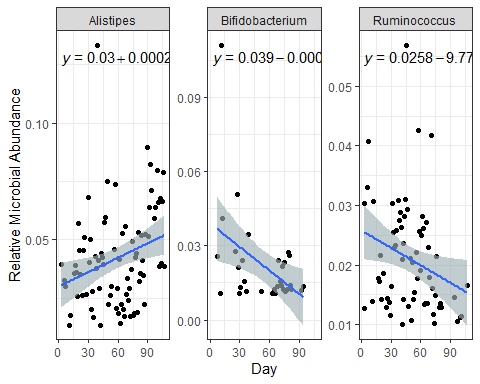 Alistipes Bifidobacterium Ruminococcus
y = 0.03 + 0.0002 y = 0.039 − 0.000 y = 0.0258 − 9.77
0.10 0.09 0.05
0.05 0.06 0.04
0.03 0.03
0.02
0.00 0.01
0 30 60 90 0 30 60 90 0 30 60 90
Day
Relative Microbial Abundance